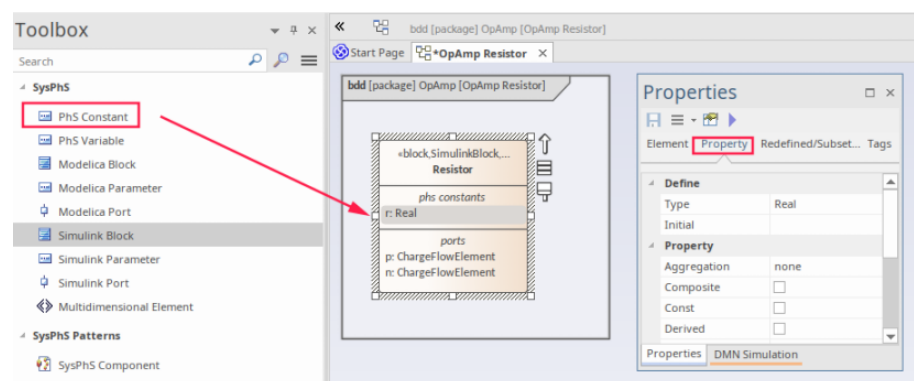 Toolbox
Search
SysPhS
PhS Constant
PhS Variable
Modelica Block
Modelica Parameter
Modelica Port
Simulink Block
Simulink Parameter
Simulink Port
Multidimensional Element
SysPhS Patterns
SysPhS Component
bdd [package] OpAmp [OpAmp Resistor]
Start Page *OpAmp Resistor
bdd [package] OpAmp [OpAmp Resistor]
«block,SimulinkBlock,...
Resistor
phs constants
r: Real
ports
p: ChargeFlowElement
n: ChargeFlowElement
Properties
Element Property Redefined/Subset... Tags
Define
Type Real
Initial
Property
Aggregation none
Composite
Const
Derived
Properties DMN Simulation